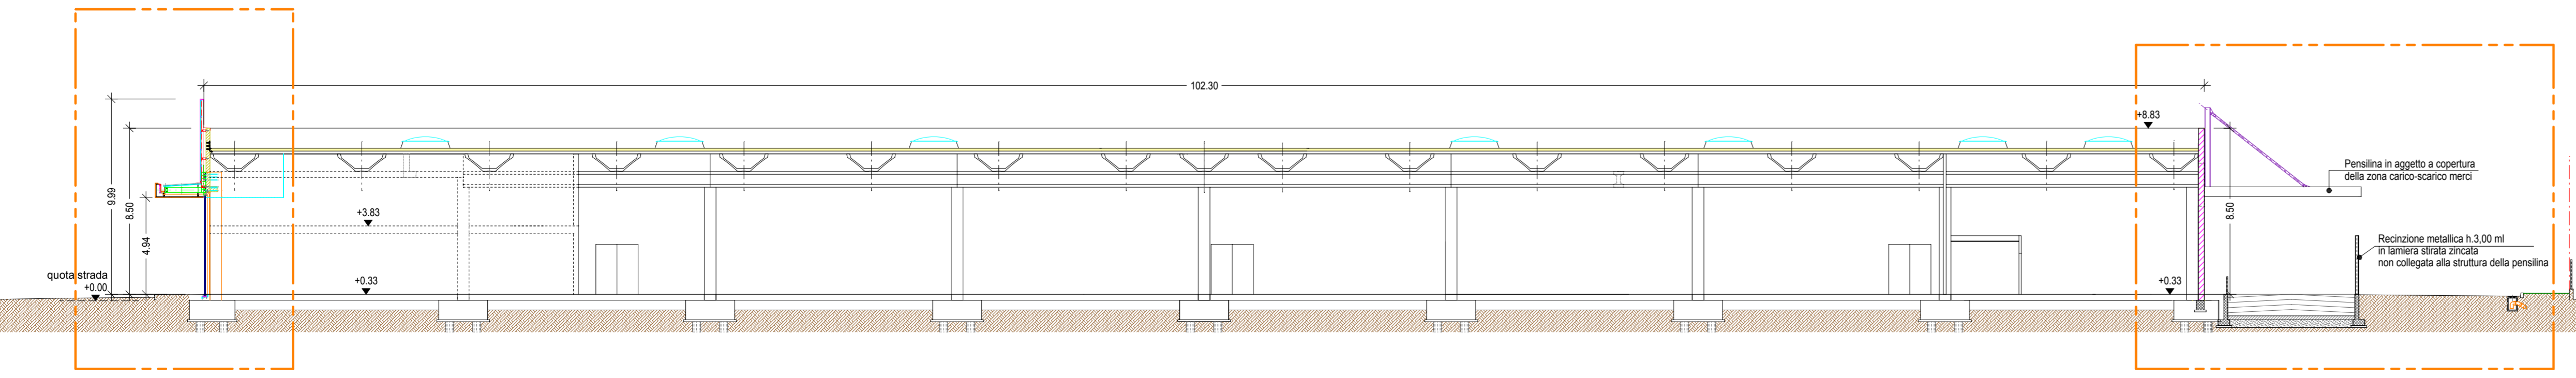 102.30
+8.83
Pensilina in aggetto a copertura
della zona carico-scarico merci
9.99
8.50
4.94
+3.83
8.50
Recinzione metallica h.3,00 ml
in lamiera stirata zincata
non collegata alla struttura della pensilina
quota strada
+0.00
+0.33
+0.33